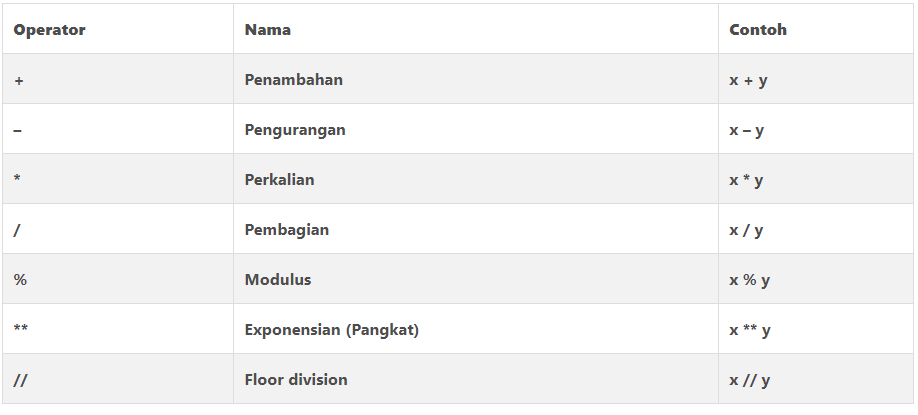 Operator Nama Contoh
+ Penambahan x + y
– Pengurangan x – y
* Perkalian x * y
/ Pembagian x / y
% Modulus x % y
** Exponensian (Pangkat) x ** y
// Floor division x // y